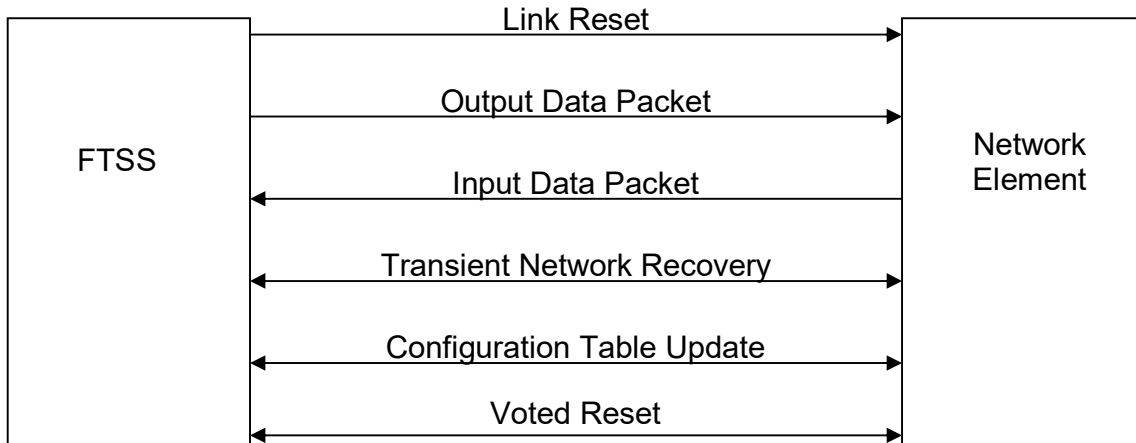 Link Reset
Output Data Packet
FTSS
Network
Element
Input Data Packet
Transient Network Recovery
Configuration Table Update
Voted Reset